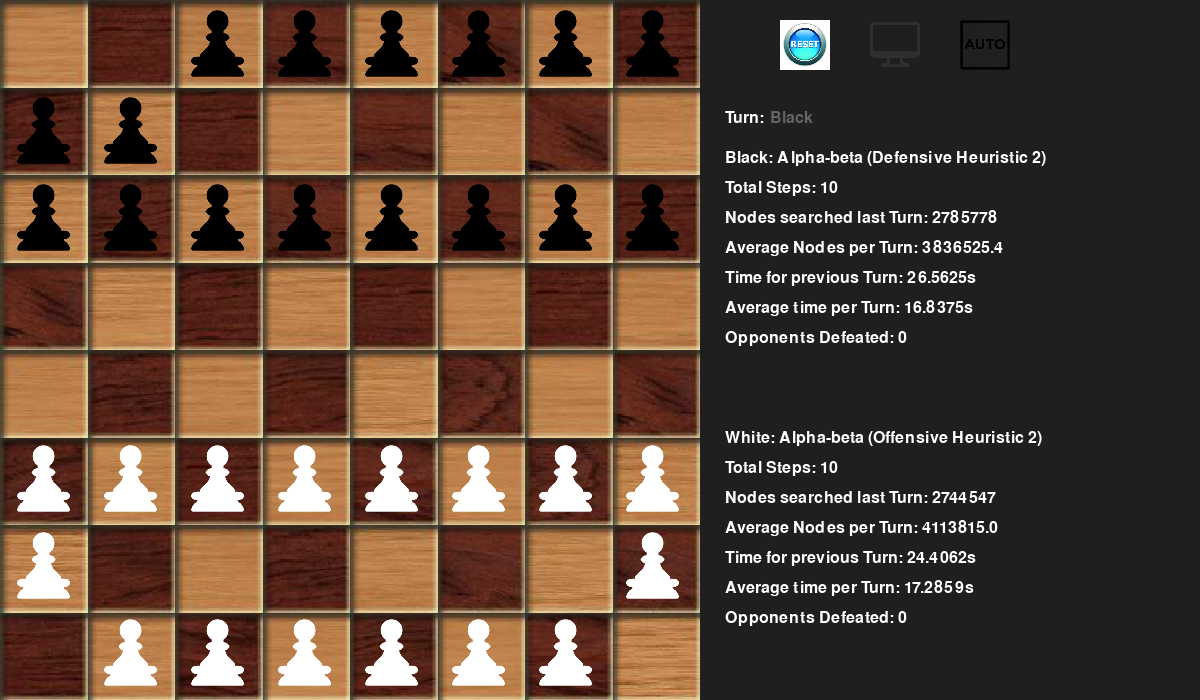 RESET
AUTO
Turn: Black
Black: Alpha-beta (Defensive Heuristic 2)
Total Steps: 10
Nodes searched last Turn: 2785778
Average Nodes per Turn: 3836525.4
Time for previous Turn: 26.5625s
Average time per Turn: 16.8375s
Opponents Defeated: 0
White: Alpha-beta (Offensive Heuristic 2)
Total Steps: 10
Nodes searched last Turn: 2744547
Average Nodes per Turn: 4113815.0
Time for previous Turn: 24.4062s
Average time per Turn: 17.2859s
Opponents Defeated: 0